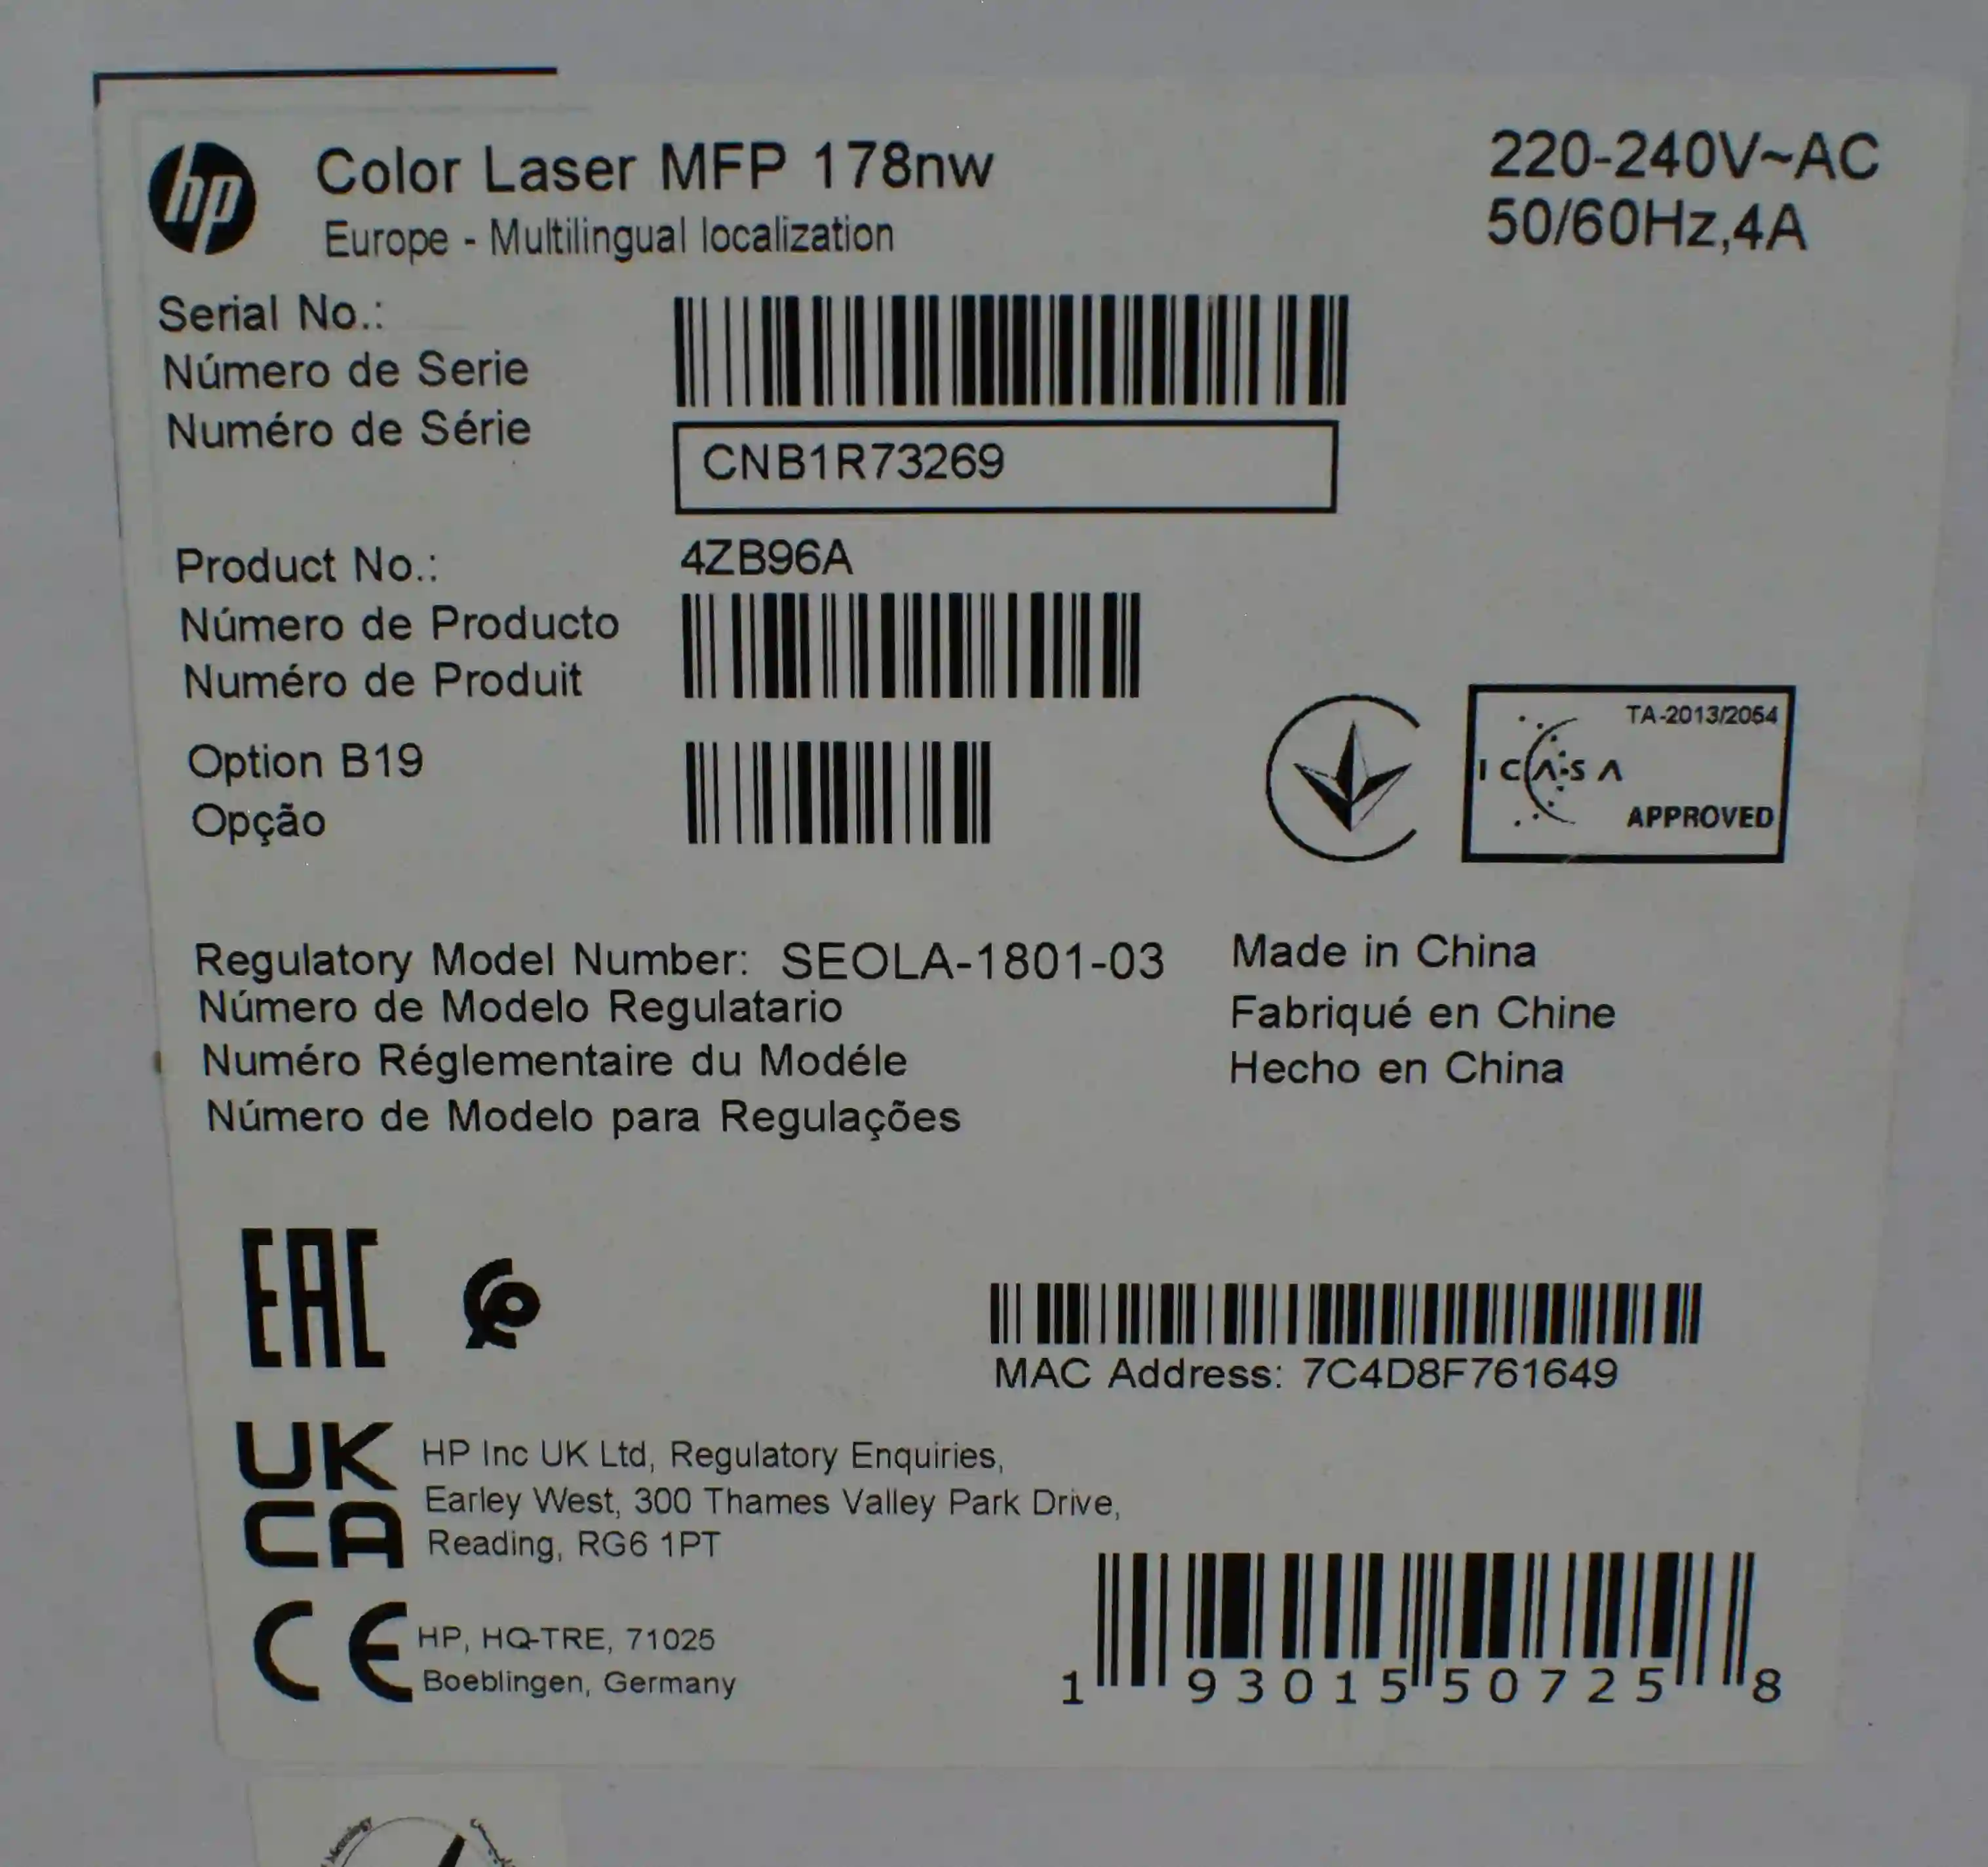 hp
Color Laser MFP 178nw
Europe - Multilingual localization
220-240V~AC
50/60Hz,4A
Serial No.:
Número de Serie
Numéro de Série
CNB1R73269
Product No.:
4ZB96A
Número de Producto
Numéro de Produit
Option B19
Opção
TA-2013/2054
ICASA
APPROVED
Regulatory Model Number: SEOLA-1801-03
Número de Modelo Regulatario
Numéro Réglementaire du Modéle
Número de Modelo para Regulações
Made in China
Fabriqué en Chine
Hecho en China
EAC
MAC Address: 7C4D8F761649
UK
CA
HP Inc UK Ltd, Regulatory Enquiries,
Earley West, 300 Thames Valley Park Drive,
Reading, RG6 1PT
CE
HP, HQ-TRE, 71025
Boeblingen, Germany
1 93015 50725 8
Metrology